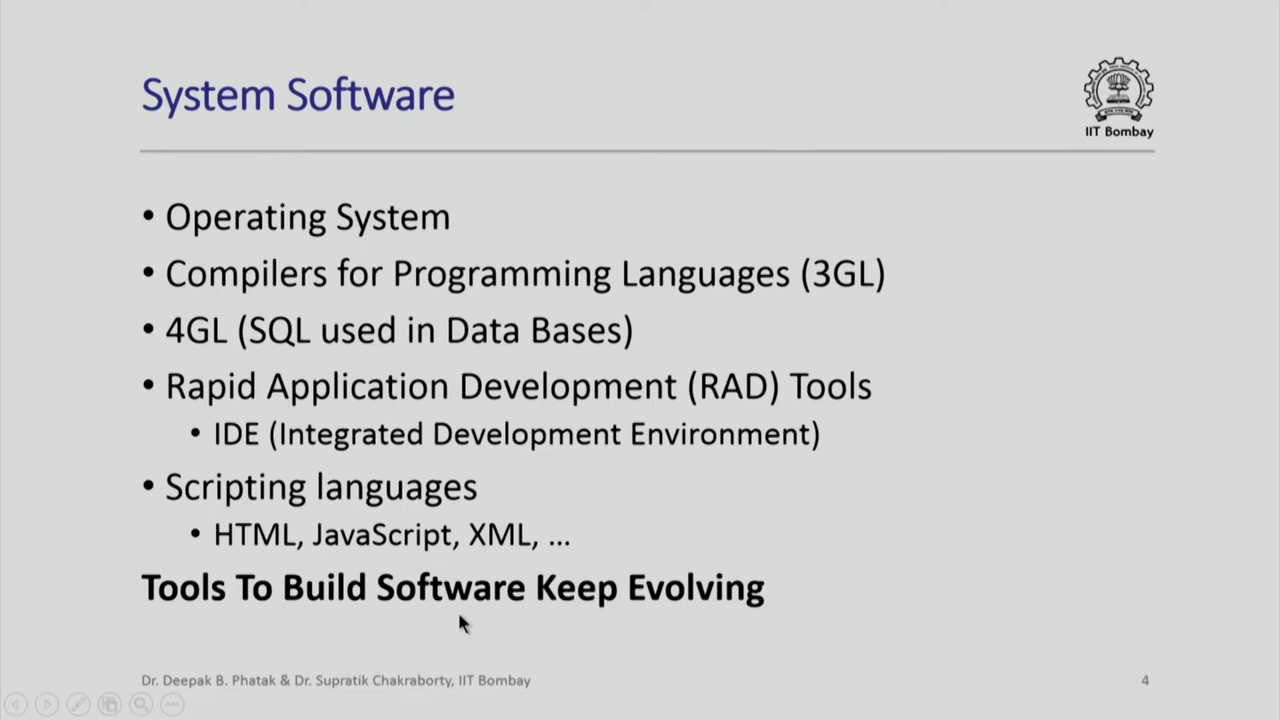 System Software
IIT Bombay
• Operating System
• Compilers for Programming Languages (3GL)
• 4GL (SQL used in Data Bases)
• Rapid Application Development (RAD) Tools
• IDE (Integrated Development Environment)
• Scripting languages
• HTML, JavaScript, XML, ...
Tools To Build Software Keep Evolving
Dr. Deepak B. Phatak & Dr. Supratik Chakraborty, IIT Bombay
4